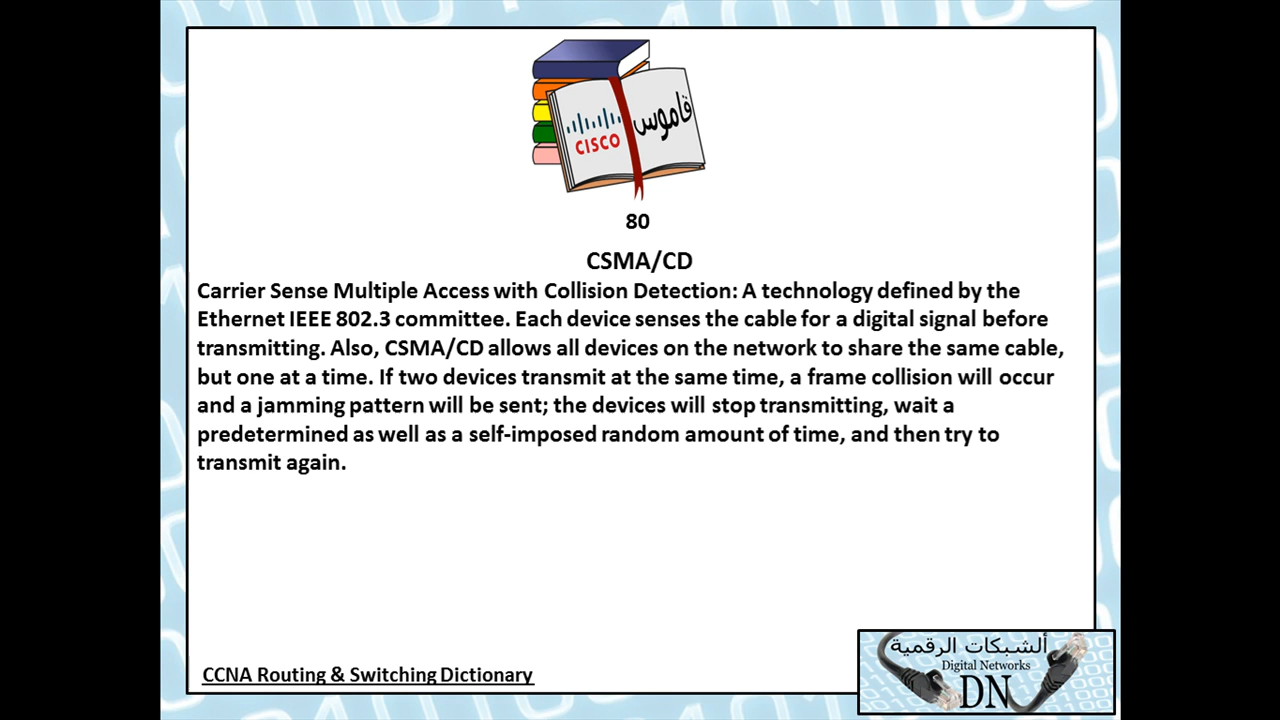 CISCO
قاموس
80
CSMA/CD
Carrier Sense Multiple Access with Collision Detection: A technology defined by the
Ethernet IEEE 802.3 committee. Each device senses the cable for a digital signal before
transmitting. Also, CSMA/CD allows all devices on the network to share the same cable,
but one at a time. If two devices transmit at the same time, a frame collision will occur
and a jamming pattern will be sent; the devices will stop transmitting, wait a
predetermined as well as a self-imposed random amount of time, and then try to
transmit again.
CCNA Routing & Switching Dictionary
ألشبكات الرقمية
Digital Networks
DN